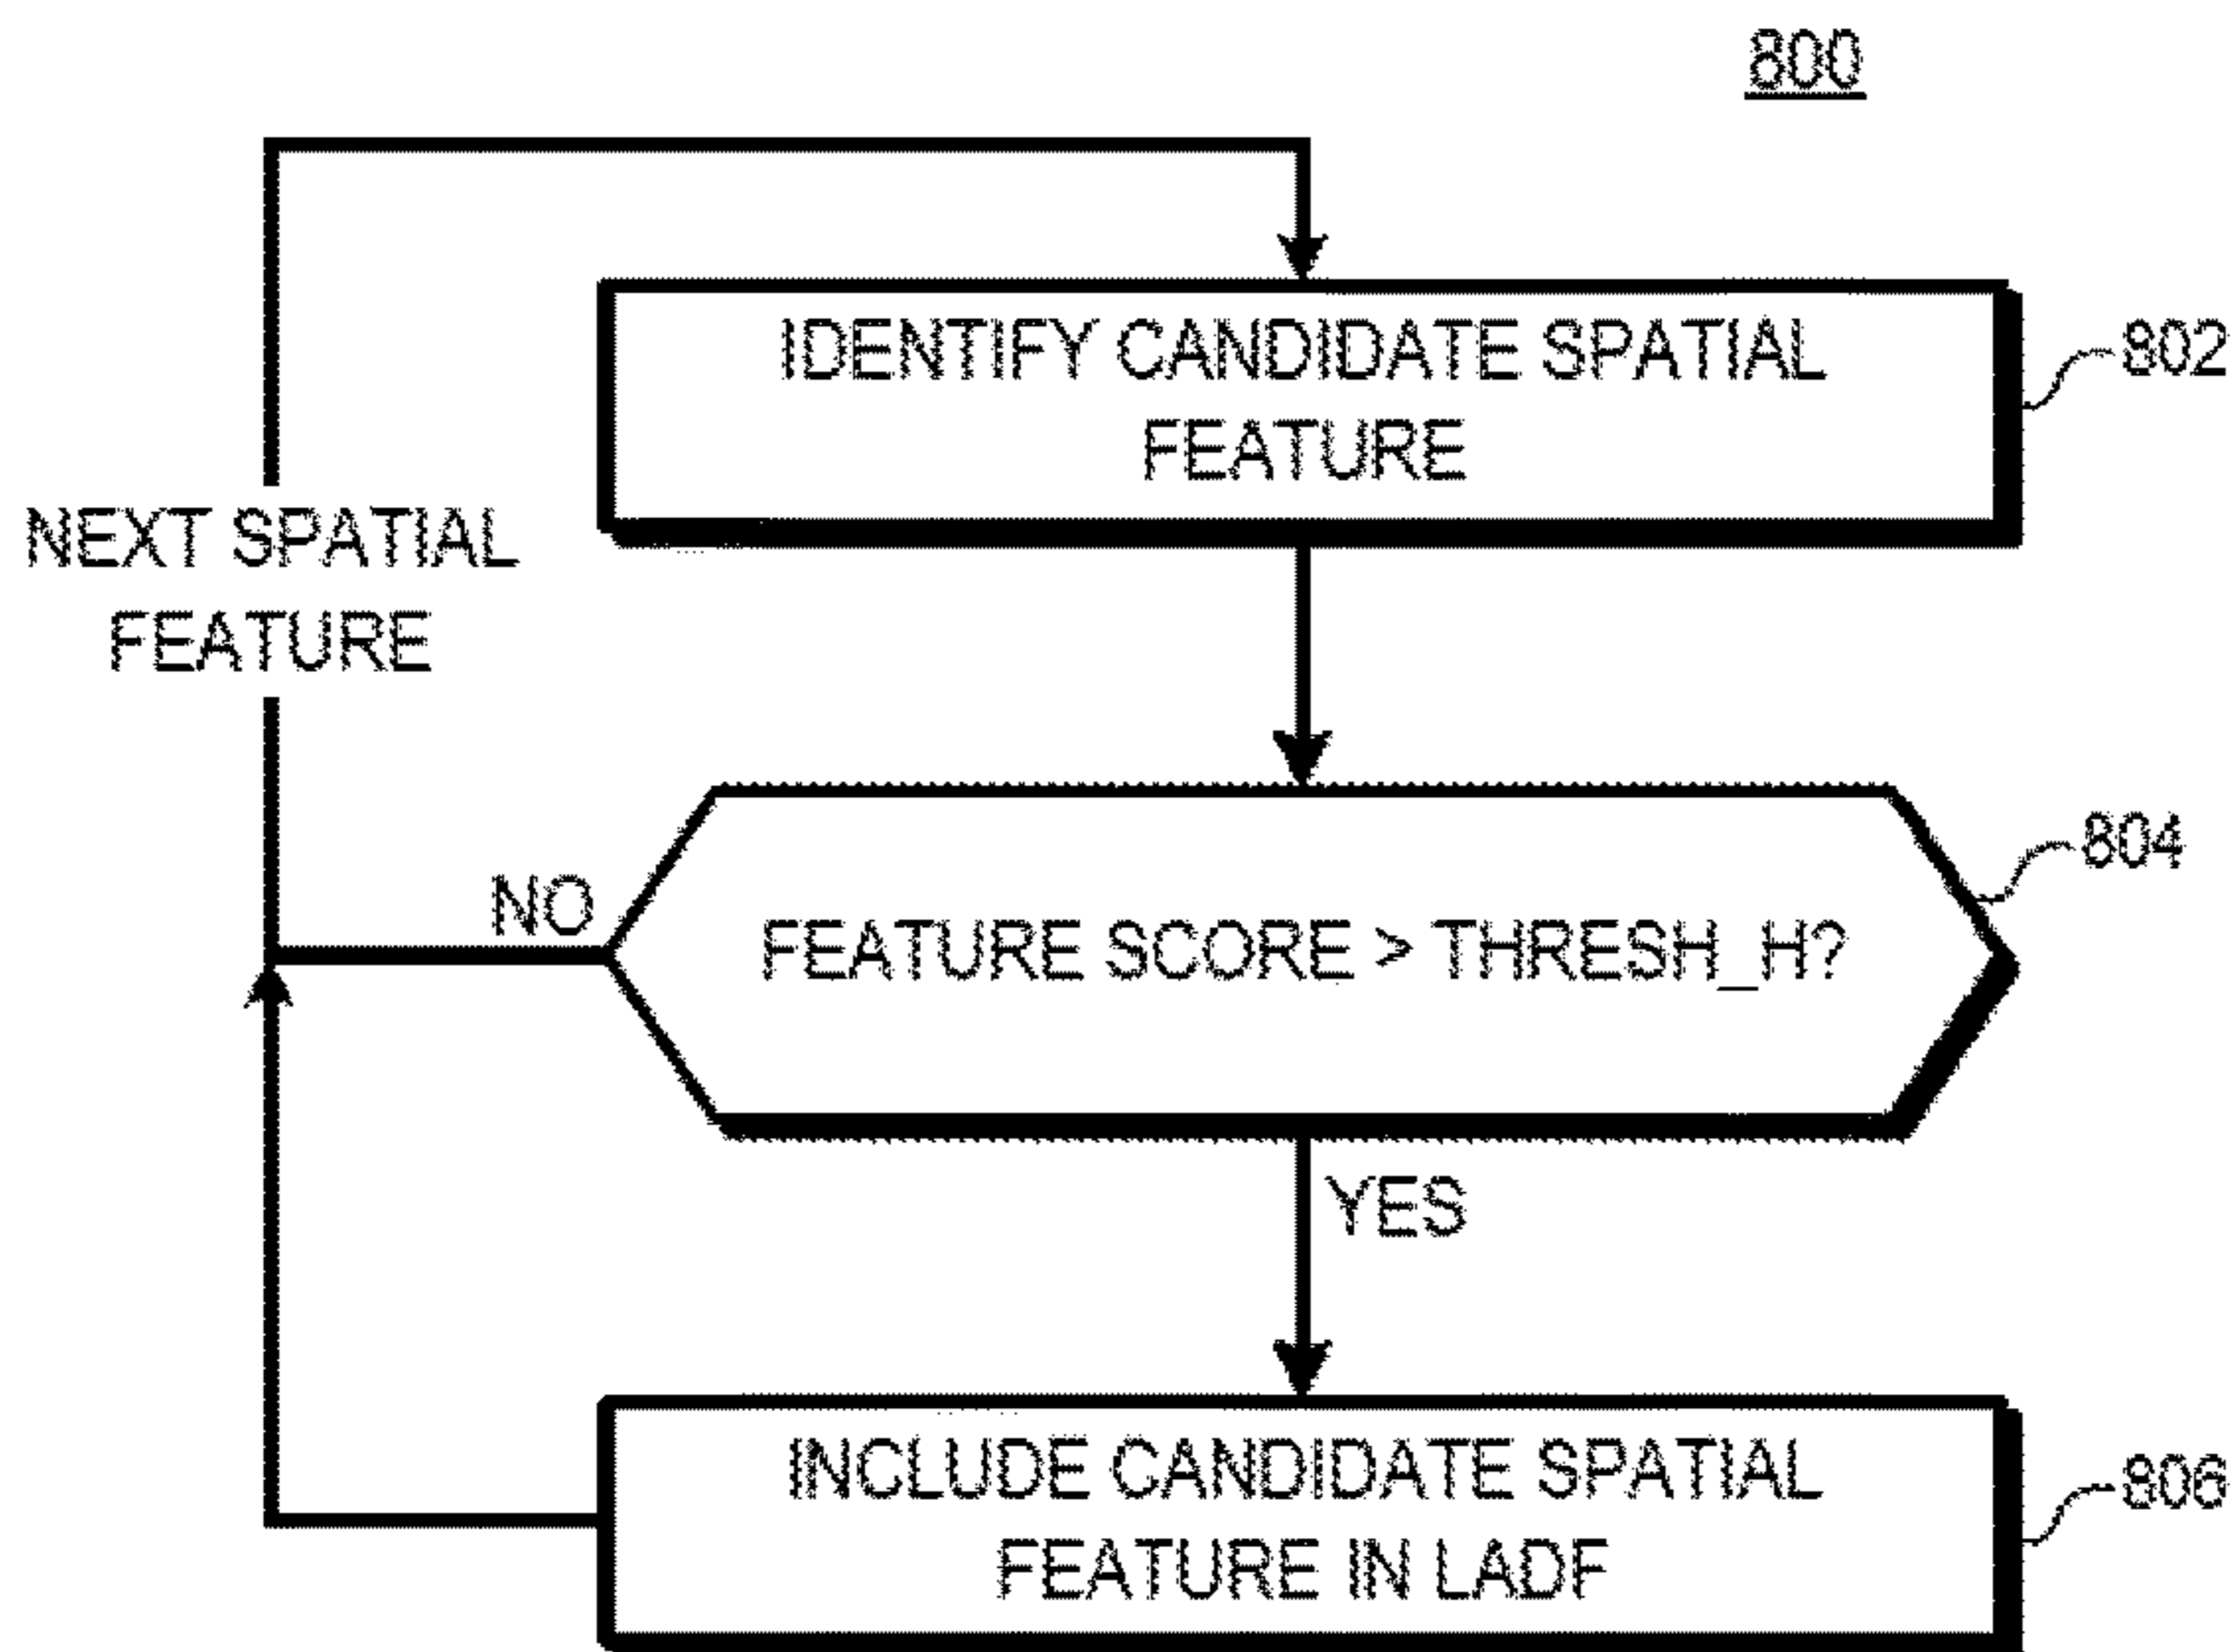 800
IDENTIFY CANDIDATE SPATIAL
FEATURE
802
NEXT SPATIAL
FEATURE
804
NO
FEATURE SCORE > THRESH_H?
YES
INCLUDE CANDIDATE SPATIAL
FEATURE IN LADF
806